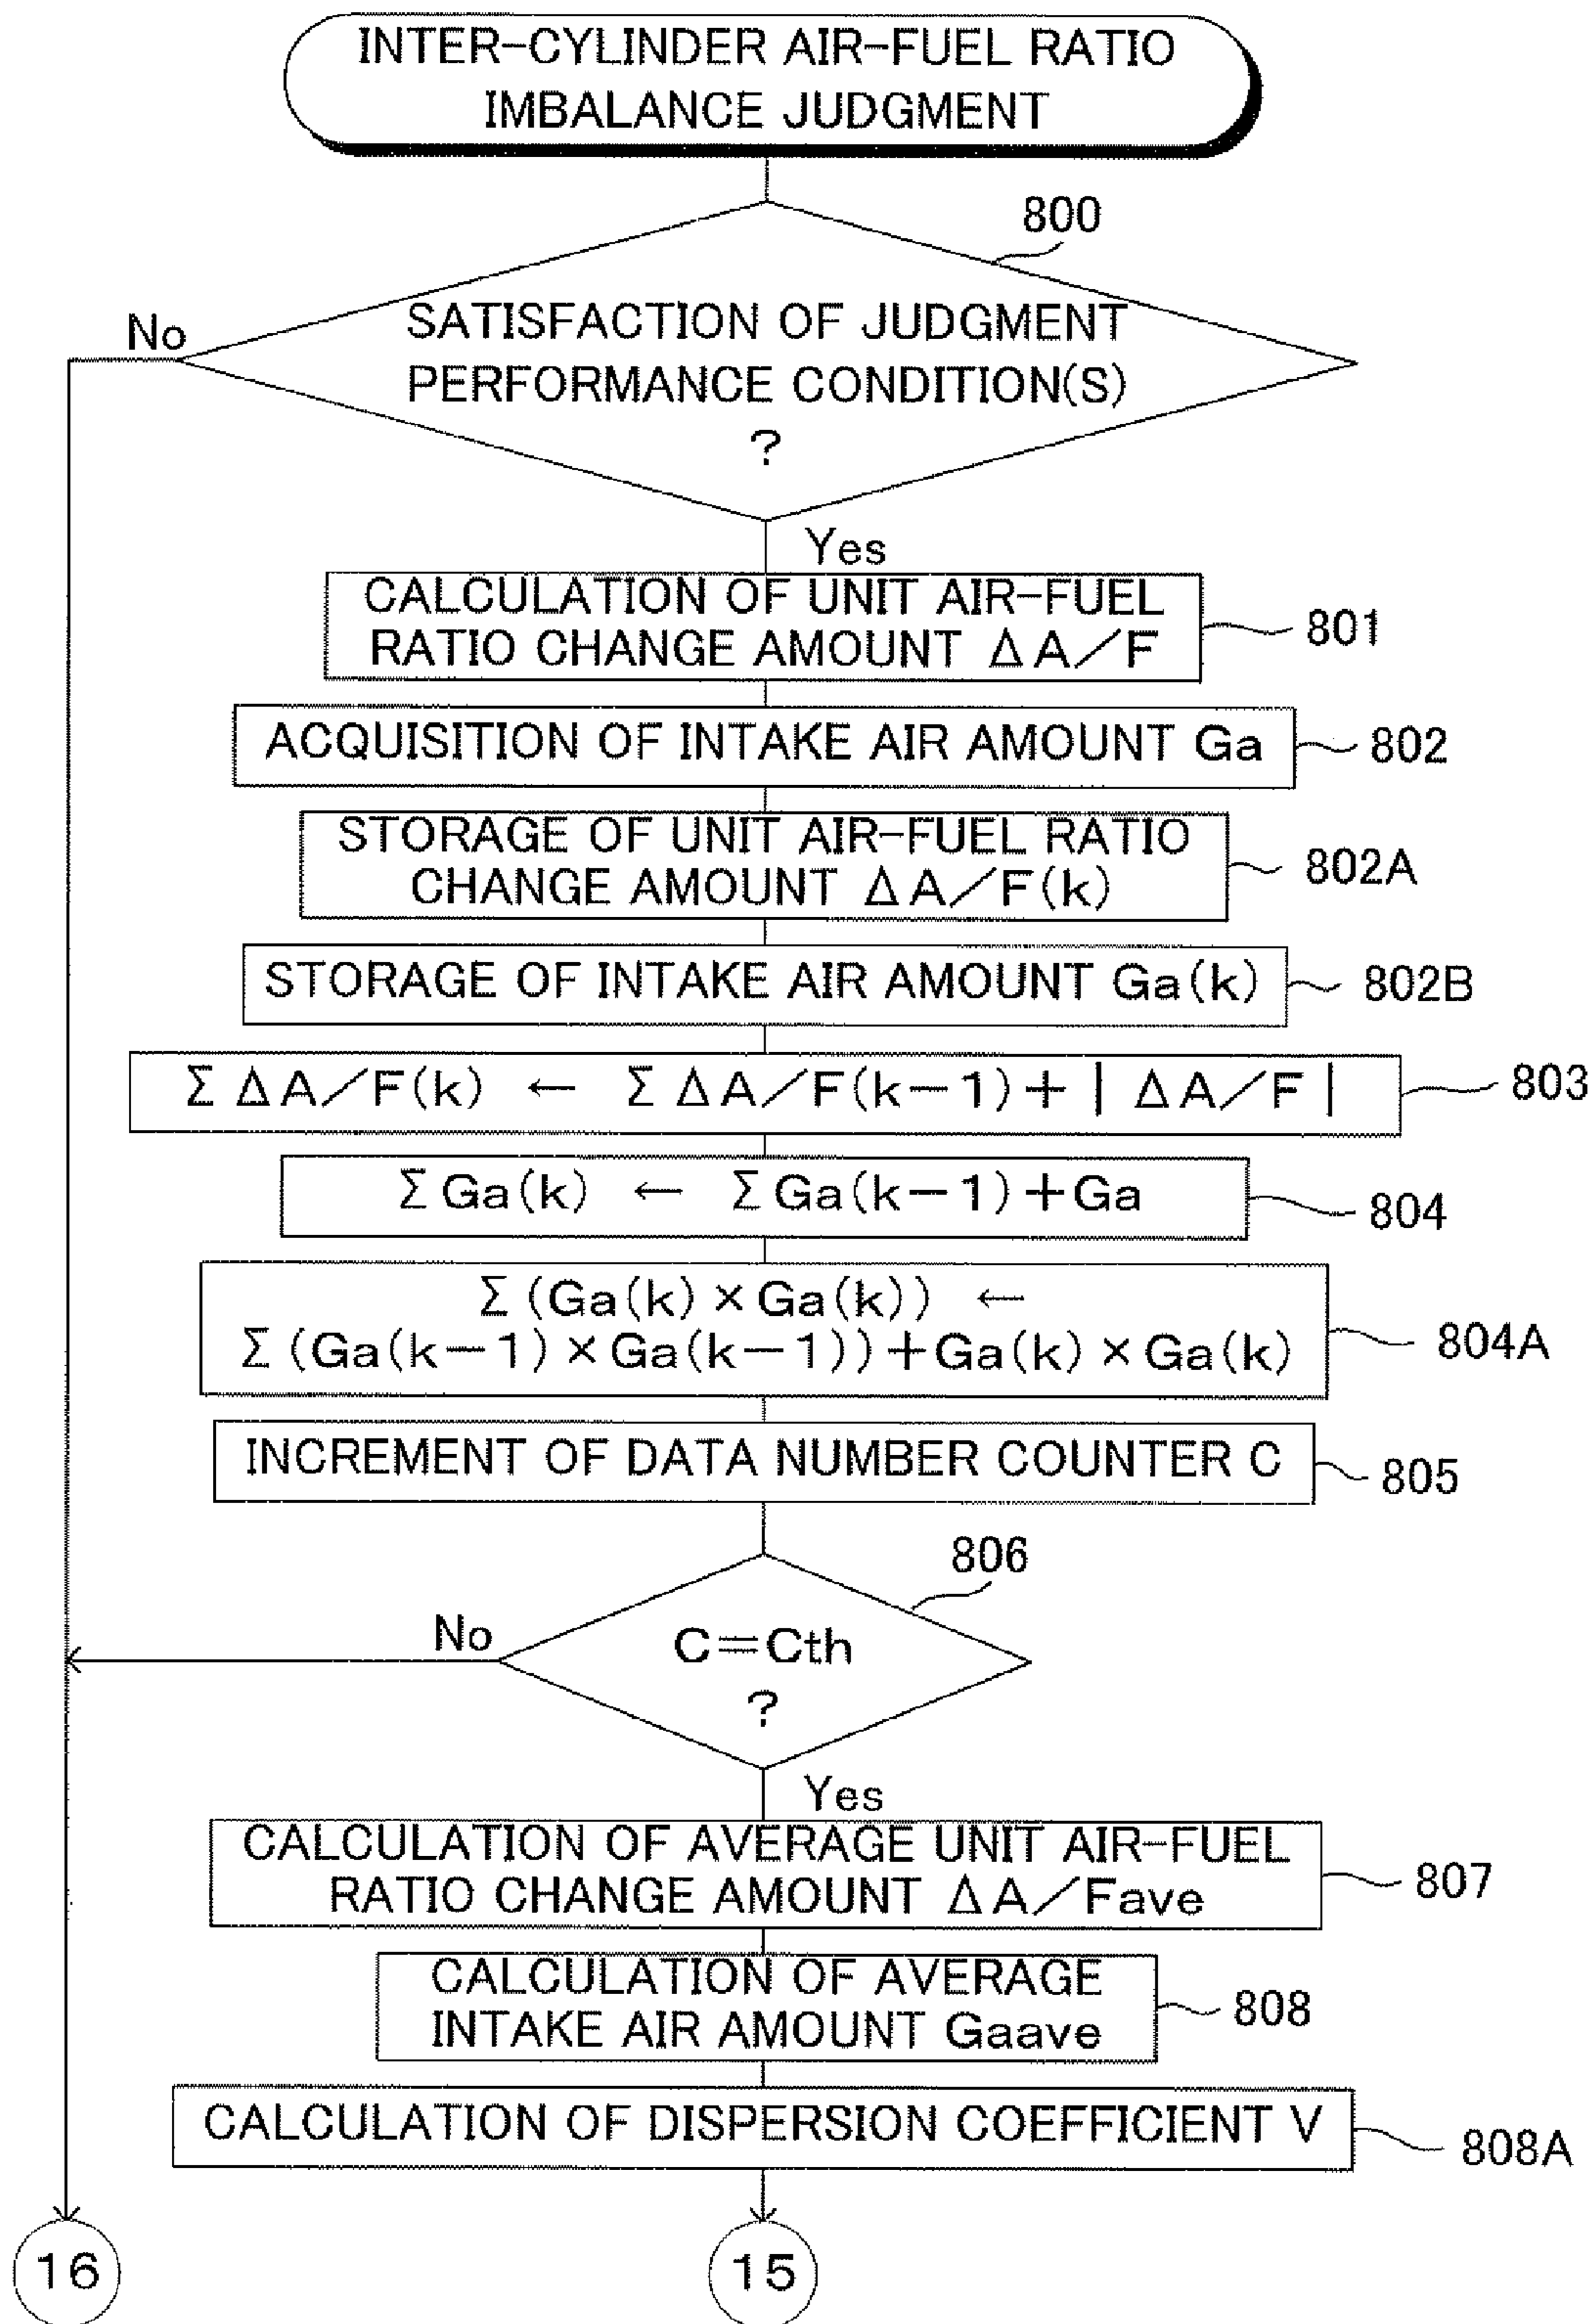 INTER-CYLINDER AIR-FUEL RATIO
IMBALANCE JUDGMENT
800
No
SATISFACTION OF JUDGMENT
PERFORMANCE CONDITION(S)
?
Yes
CALCULATION OF UNIT AIR-FUEL
RATIO CHANGE AMOUNT ΔA/F
801
ACQUISITION OF INTAKE AIR AMOUNT Ga
802
STORAGE OF UNIT AIR-FUEL RATIO
CHANGE AMOUNT ΔA/F(k)
802A
STORAGE OF INTAKE AIR AMOUNT Ga(k)
802B
ΣΔA/F(k) ← ΣΔA/F(k-1)+|ΔA/F|
803
ΣGa(k) ← ΣGa(k-1)+Ga
804
Σ(Ga(k)×Ga(k)) ←
Σ(Ga(k-1)×Ga(k-1))+Ga(k)×Ga(k)
804A
INCREMENT OF DATA NUMBER COUNTER C
805
806
No
C=Cth
?
Yes
CALCULATION OF AVERAGE UNIT AIR-FUEL
RATIO CHANGE AMOUNT ΔA/Fave
807
CALCULATION OF AVERAGE
INTAKE AIR AMOUNT Gaave
808
CALCULATION OF DISPERSION COEFFICIENT V
808A
16
15